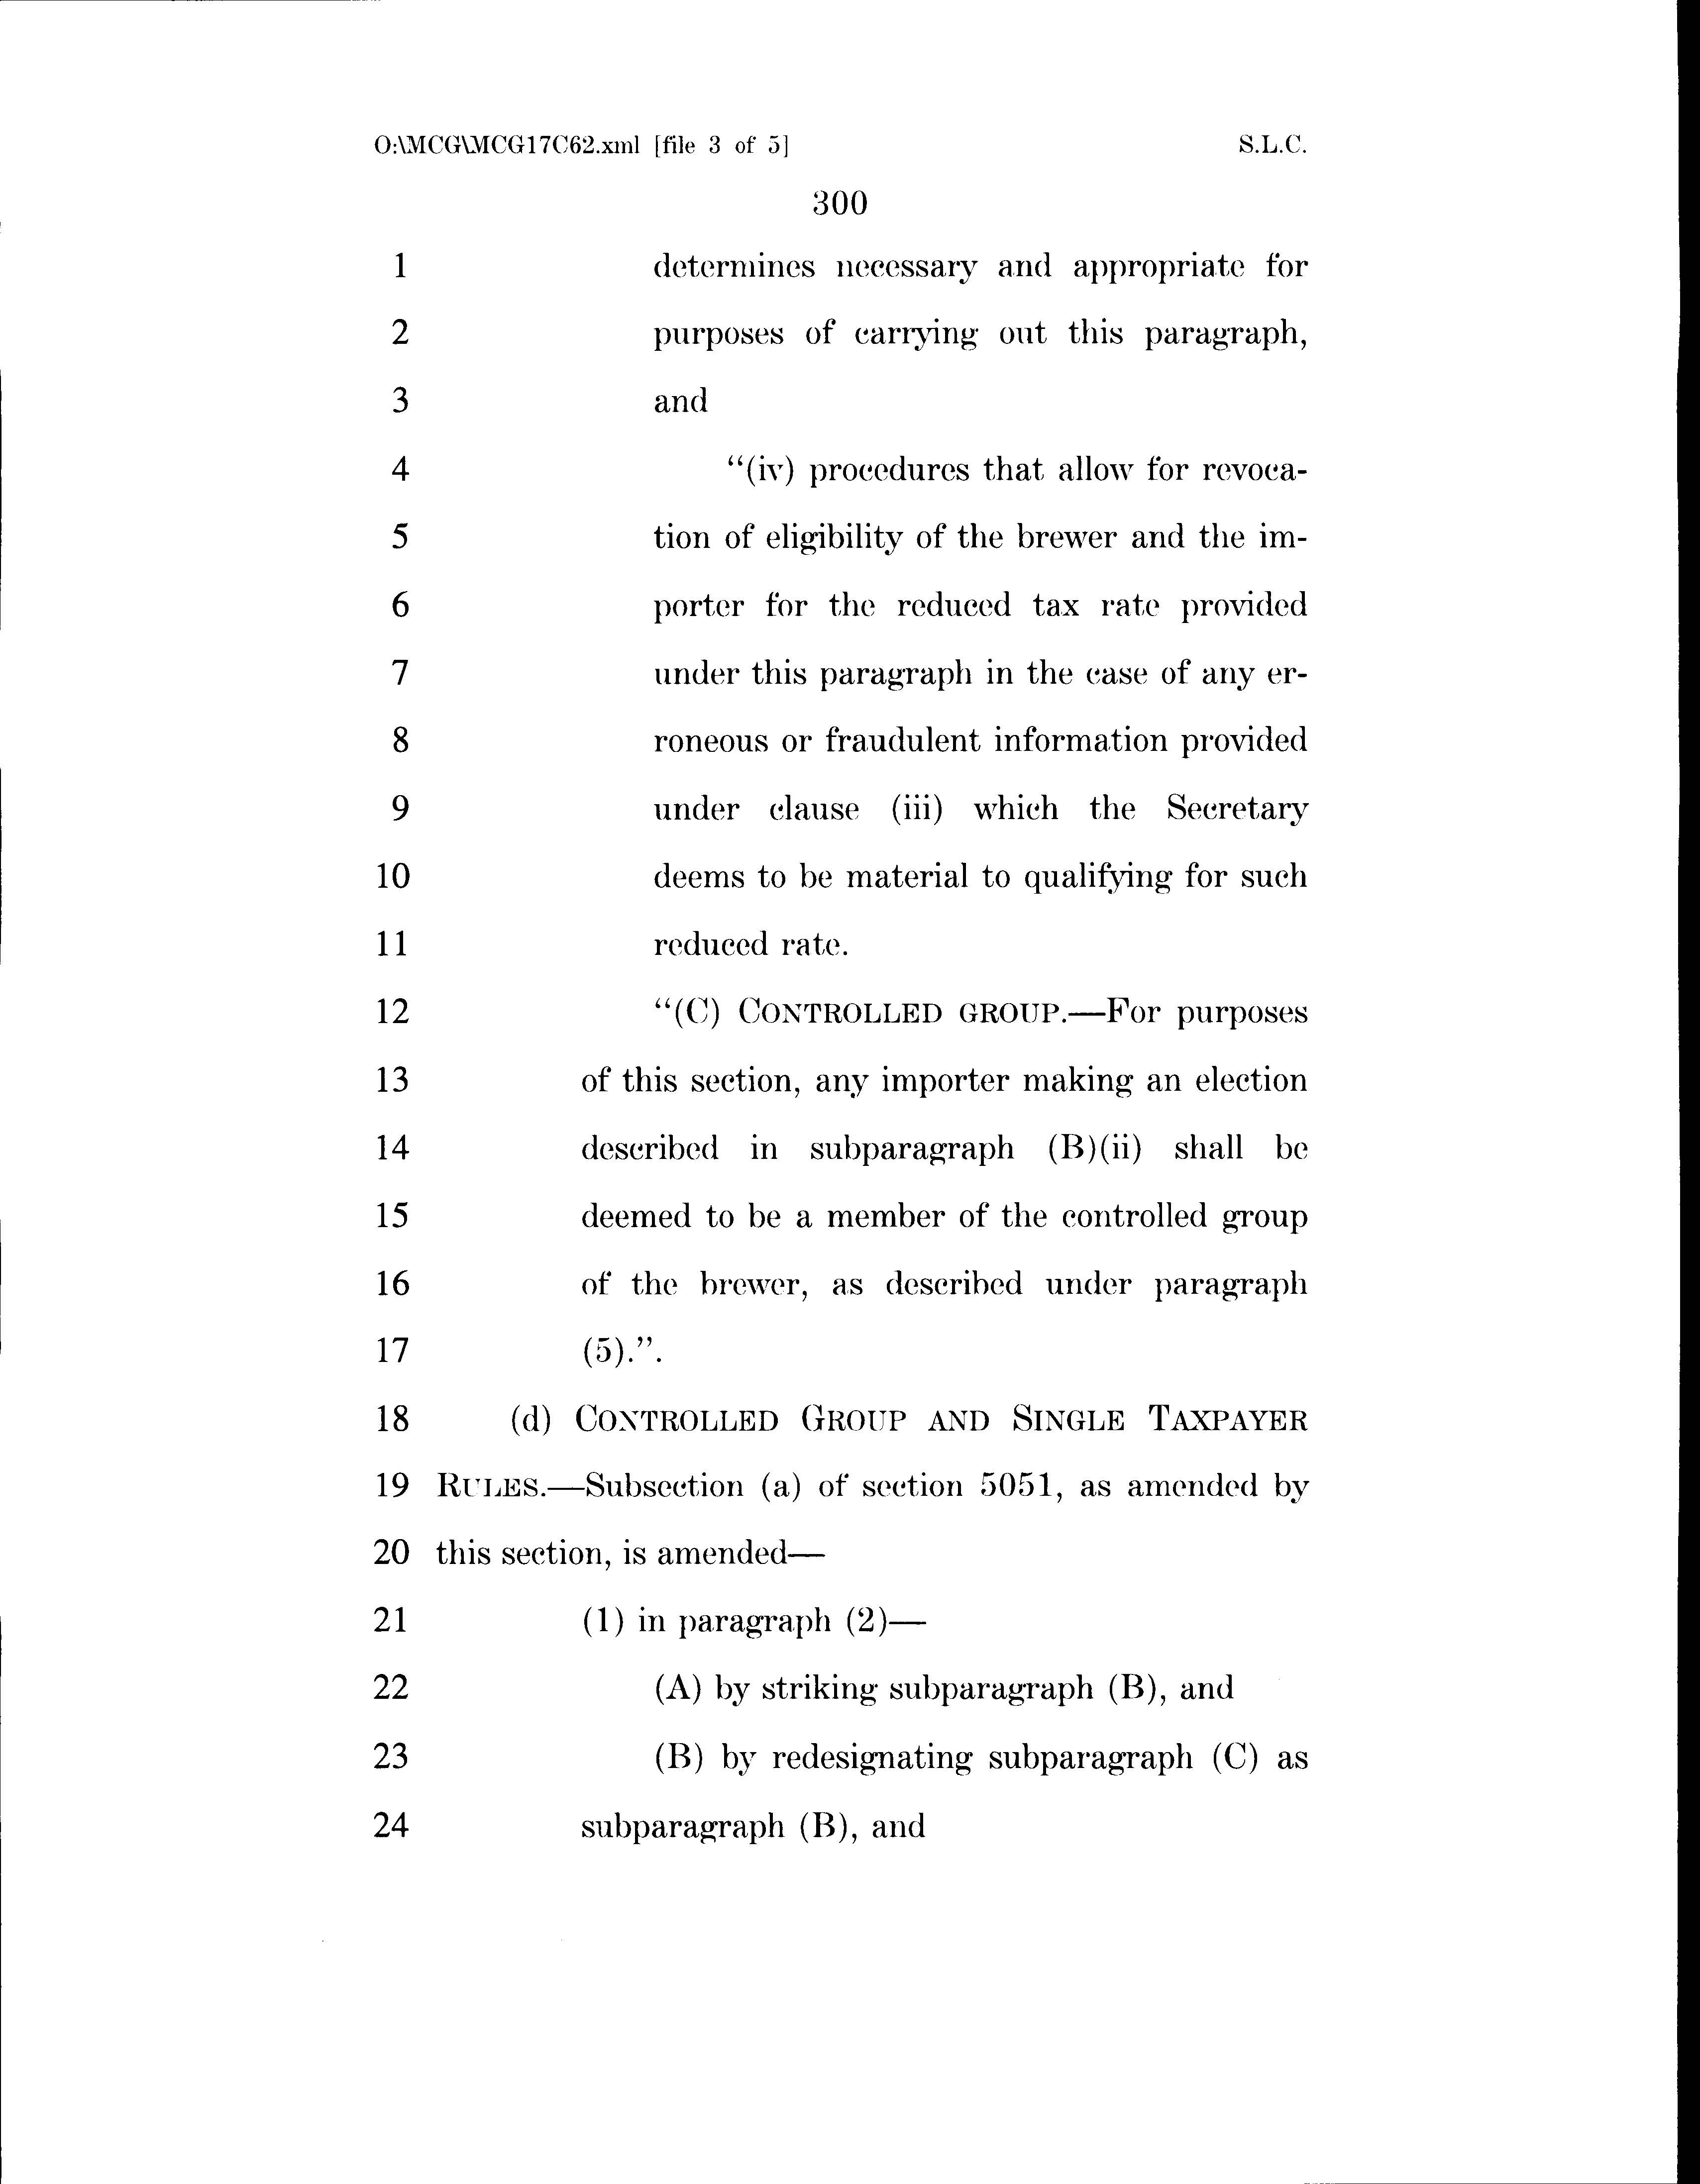 O:\MCG\MCG17C62.xml [file 3 of 5] S.L.C.
300
1 determines necessary and appropriate for
2 purposes of carrying out this paragraph,
3 and
4 “(iv) procedures that allow for revoca-
5 tion of eligibility of the brewer and the im-
6 porter for the reduced tax rate provided
7 under this paragraph in the case of any er-
8 roneous or fraudulent information provided
9 under clause (iii) which the Secretary
10 deems to be material to qualifying for such
11 reduced rate.
12 “(C) CONTROLLED GROUP.—For purposes
13 of this section, any importer making an election
14 described in subparagraph (B)(ii) shall be
15 deemed to be a member of the controlled group
16 of the brewer, as described under paragraph
17 (5).”.
18 (d) CONTROLLED GROUP AND SINGLE TAXPAYER
19 RULES.—Subsection (a) of section 5051, as amended by
20 this section, is amended—
21 (1) in paragraph (2)—
22 (A) by striking subparagraph (B), and
23 (B) by redesignating subparagraph (C) as
24 subparagraph (B), and